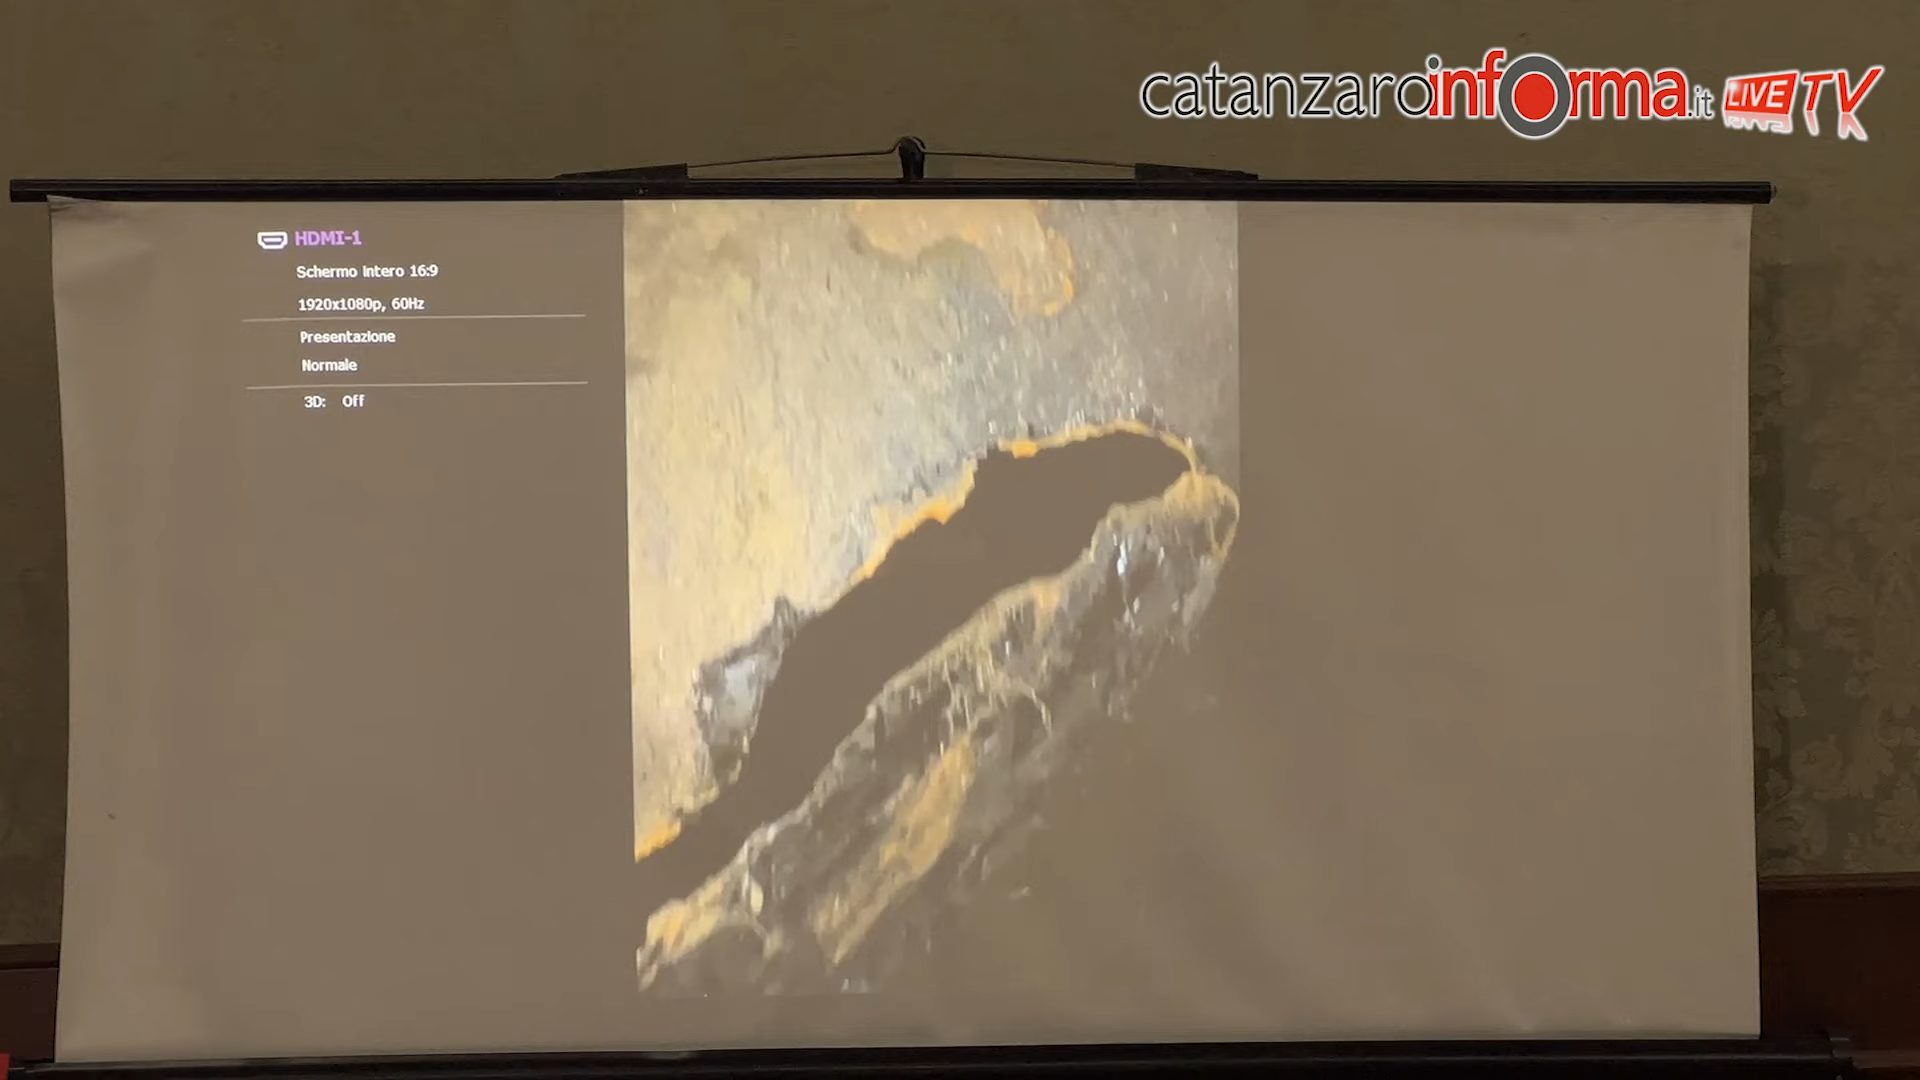 catanzaroinforma.it LIVE TV
HDMI-1
Schermo intero 16:9
1920x1080p, 60Hz
Presentazione
Normale
3D: Off